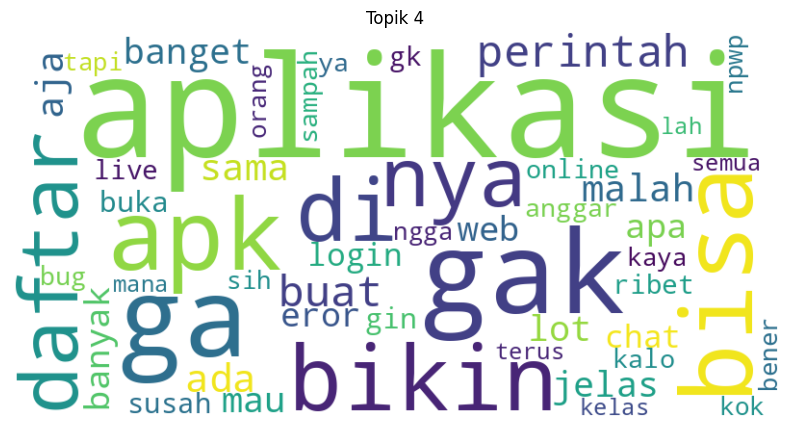 Topik 4
aplikasi
tapi
banget
aja
orang
sampah
ya
gk
perintah
npwp
lah
daftar
live
sama
buka
apk
di
nya
ngga
web
online
malah
semua
anggar
apa
bisa
login
gak
kaya
ribet
bug
mana
sih
banyak
ga
buat
eror
gin
lot
chat
terus
kalo
bener
ada
bikin
jelas
susah
mau
kelas
kok